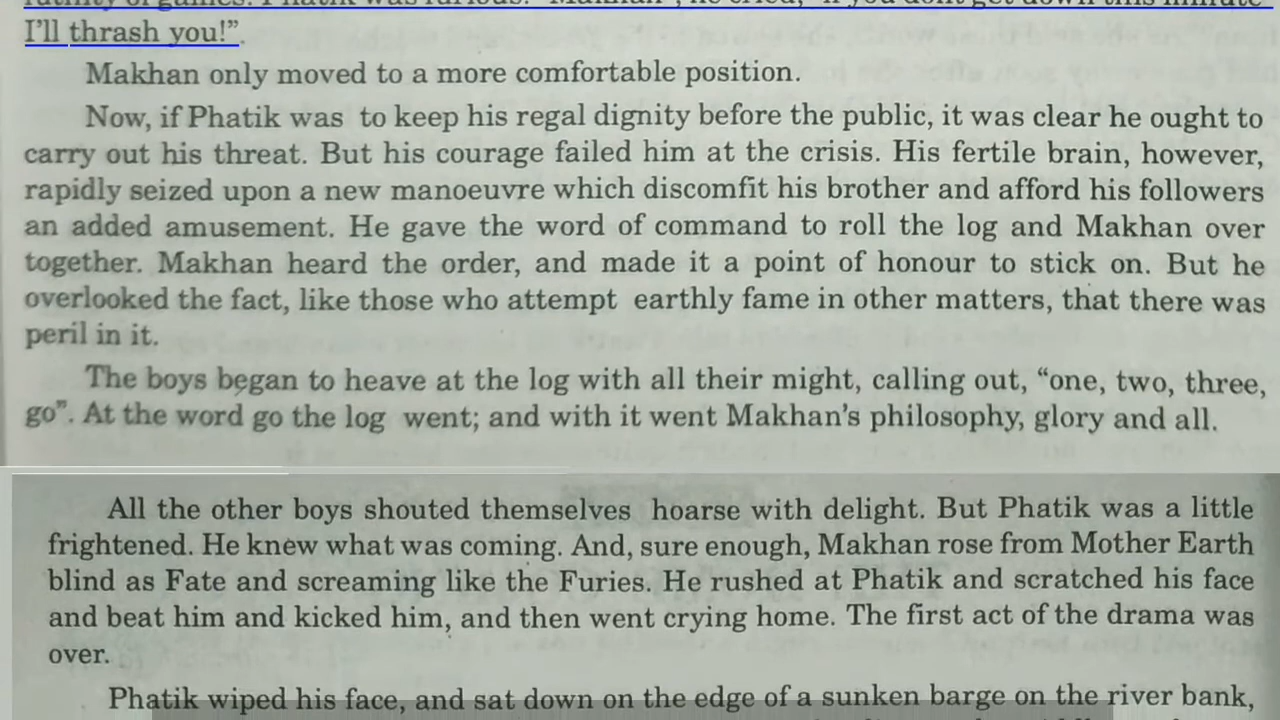 I'll thrash you!”.
Makhan only moved to a more comfortable position.
Now, if Phatik was to keep his regal dignity before the public, it was clear he ought to
carry out his threat. But his courage failed him at the crisis. His fertile brain, however,
rapidly seized upon a new manoeuvre which discomfit his brother and afford his followers
an added amusement. He gave the word of command to roll the log and Makhan over
together. Makhan heard the order, and made it a point of honour to stick on. But he
overlooked the fact, like those who attempt earthly fame in other matters, that there was
peril in it.
The boys began to heave at the log with all their might, calling out, “one, two, three,
go”. At the word go the log went; and with it went Makhan's philosophy, glory and all.
All the other boys shouted themselves hoarse with delight. But Phatik was a little
frightened. He knew what was coming. And, sure enough, Makhan rose from Mother Earth
blind as Fate and screaming like the Furies. He rushed at Phatik and scratched his face
and beat him and kicked him, and then went crying home. The first act of the drama was
over.
Phatik wiped his face, and sat down on the edge of a sunken barge on the river bank,